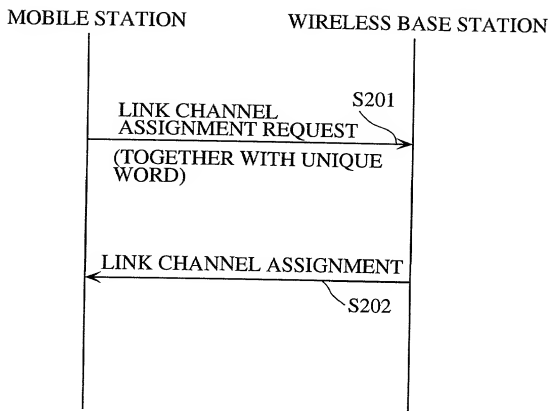 MOBILE STATION
WIRELESS BASE STATION
S201
LINK CHANNEL
ASSIGNMENT REQUEST
(TOGETHER WITH UNIQUE
WORD)
LINK CHANNEL ASSIGNMENT
S202